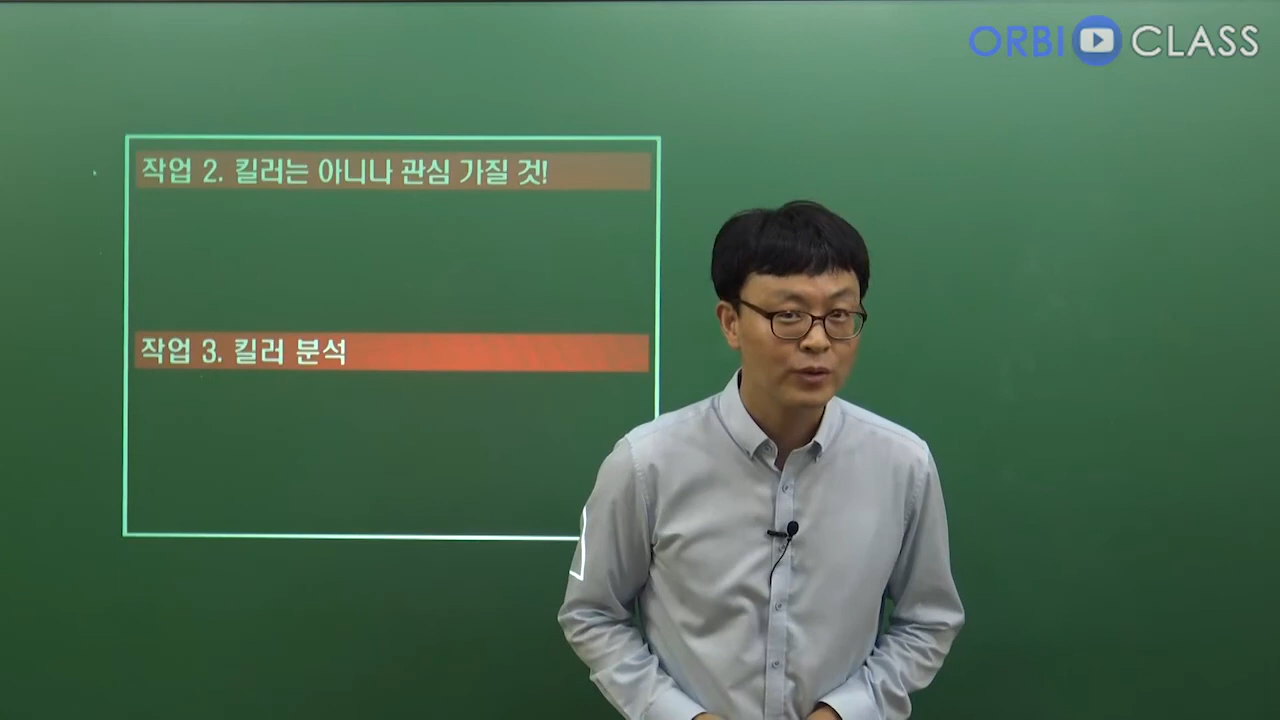 ORBI CLASS
작업 2. 킬러는 아니나 관심 가질 것!
작업 3. 킬러 분석